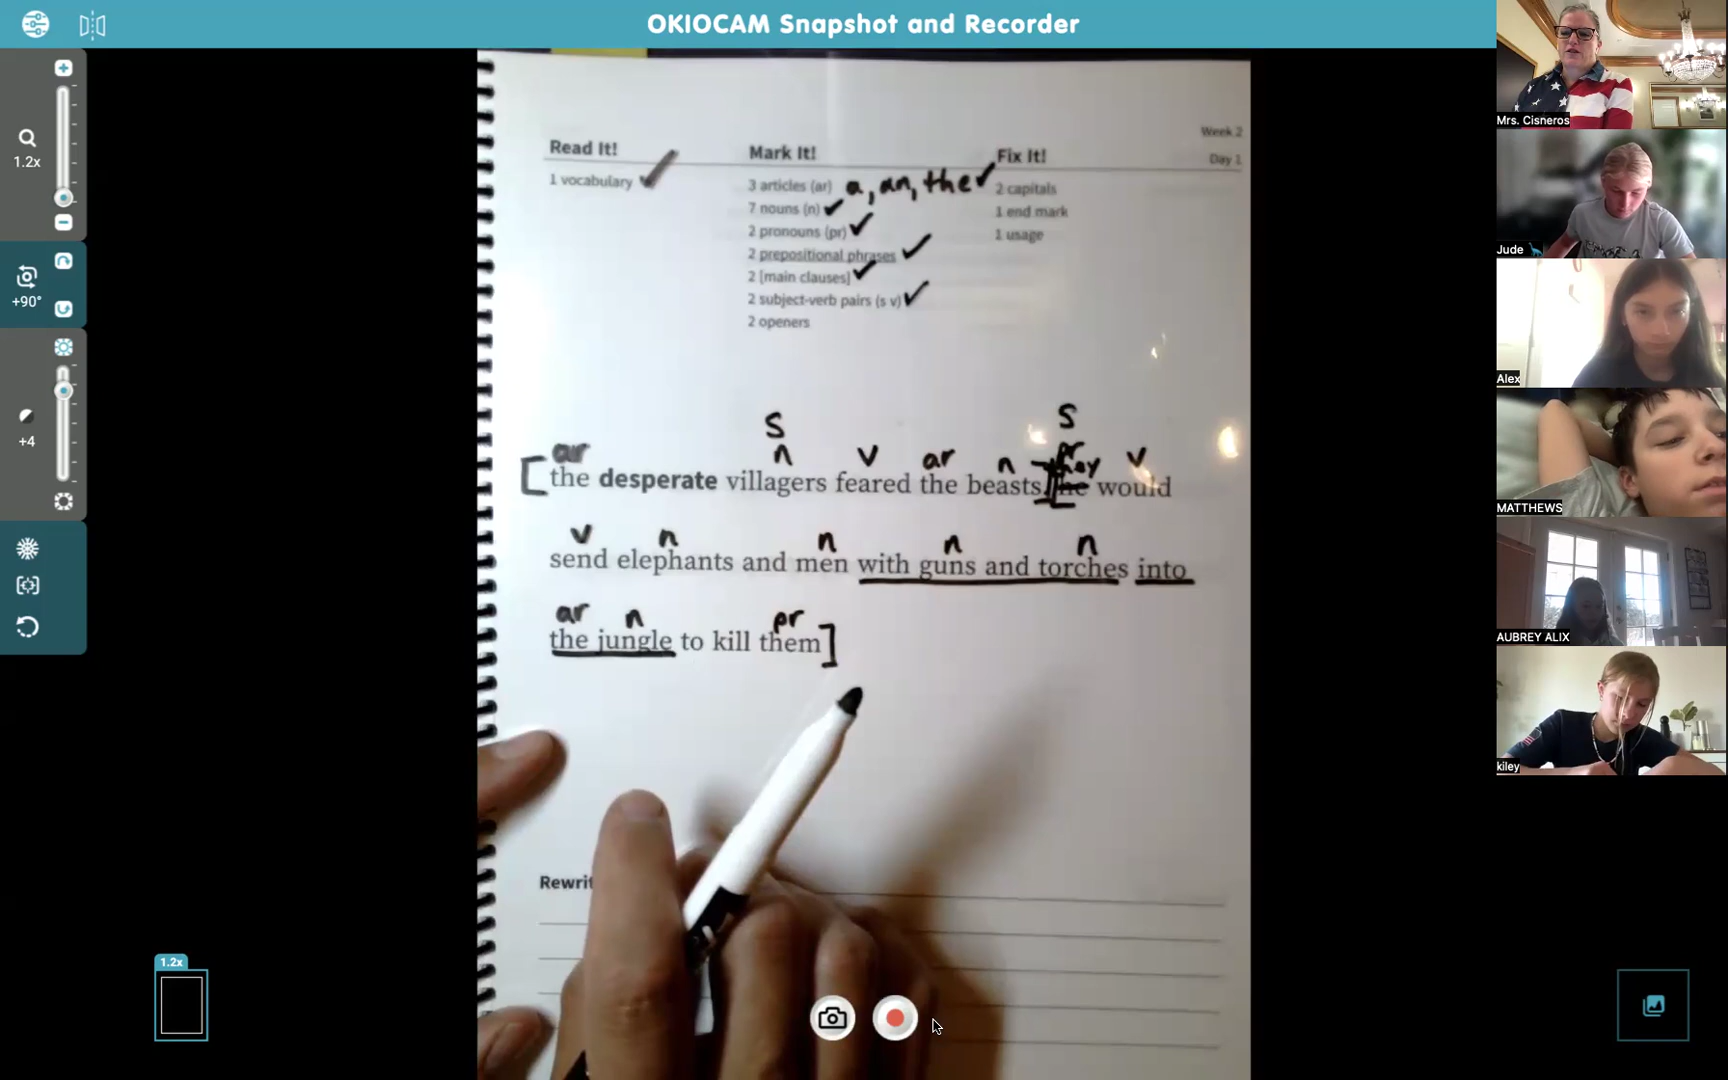 OKIOCAM Snapshot and Recorder
1.2x
+90°
+4
Week 2
Day 1
Read It!
1 vocabulary ✓
Mark It!
3 articles (ar) a, an, the ✓
7 nouns (n) ✓
2 pronouns (pr) ✓
2 prepositional phrases ✓
2 [main clauses] ✓
2 subject-verb pairs (s v) ✓
2 openers
Fix It!
2 capitals
1 end mark
1 usage
S S
ar n v ar n pr v
they
[the desperate villagers feared the beasts] [he would
v n n n n
send elephants and men with guns and torches into
ar n pr
the jungle to kill them]
Rewrit
1.2x
Mrs. Cisneros
Jude
Alex
MATTHEWS
AUBREY ALIX
kiley